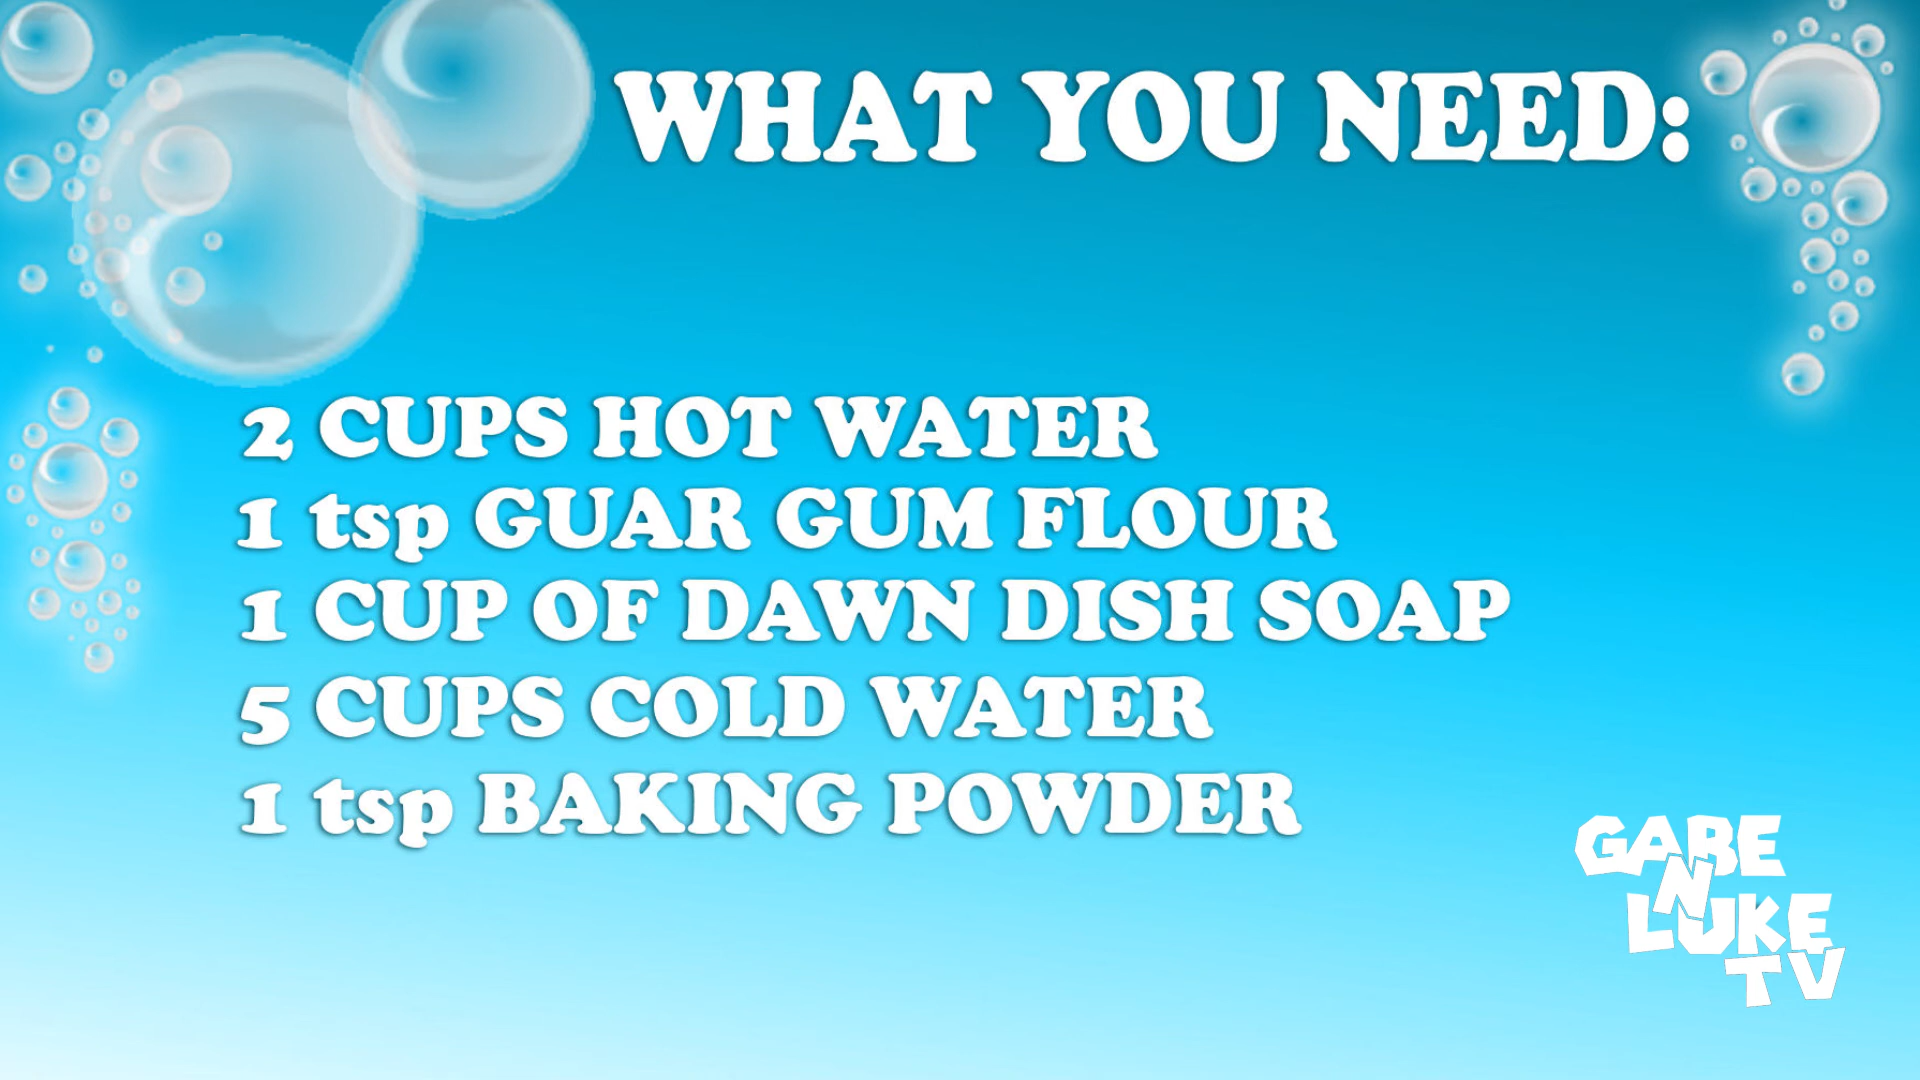 WHAT YOU NEED:
2 CUPS HOT WATER
1 tsp GUAR GUM FLOUR
1 CUP OF DAWN DISH SOAP
5 CUPS COLD WATER
1 tsp BAKING POWDER
GABE
N
LUKE
TV